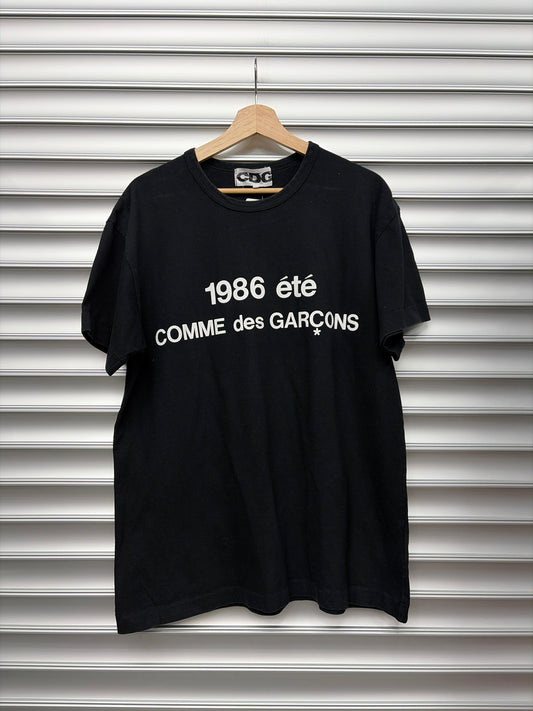 CDG
1986 été
COMME des GARÇONS
*